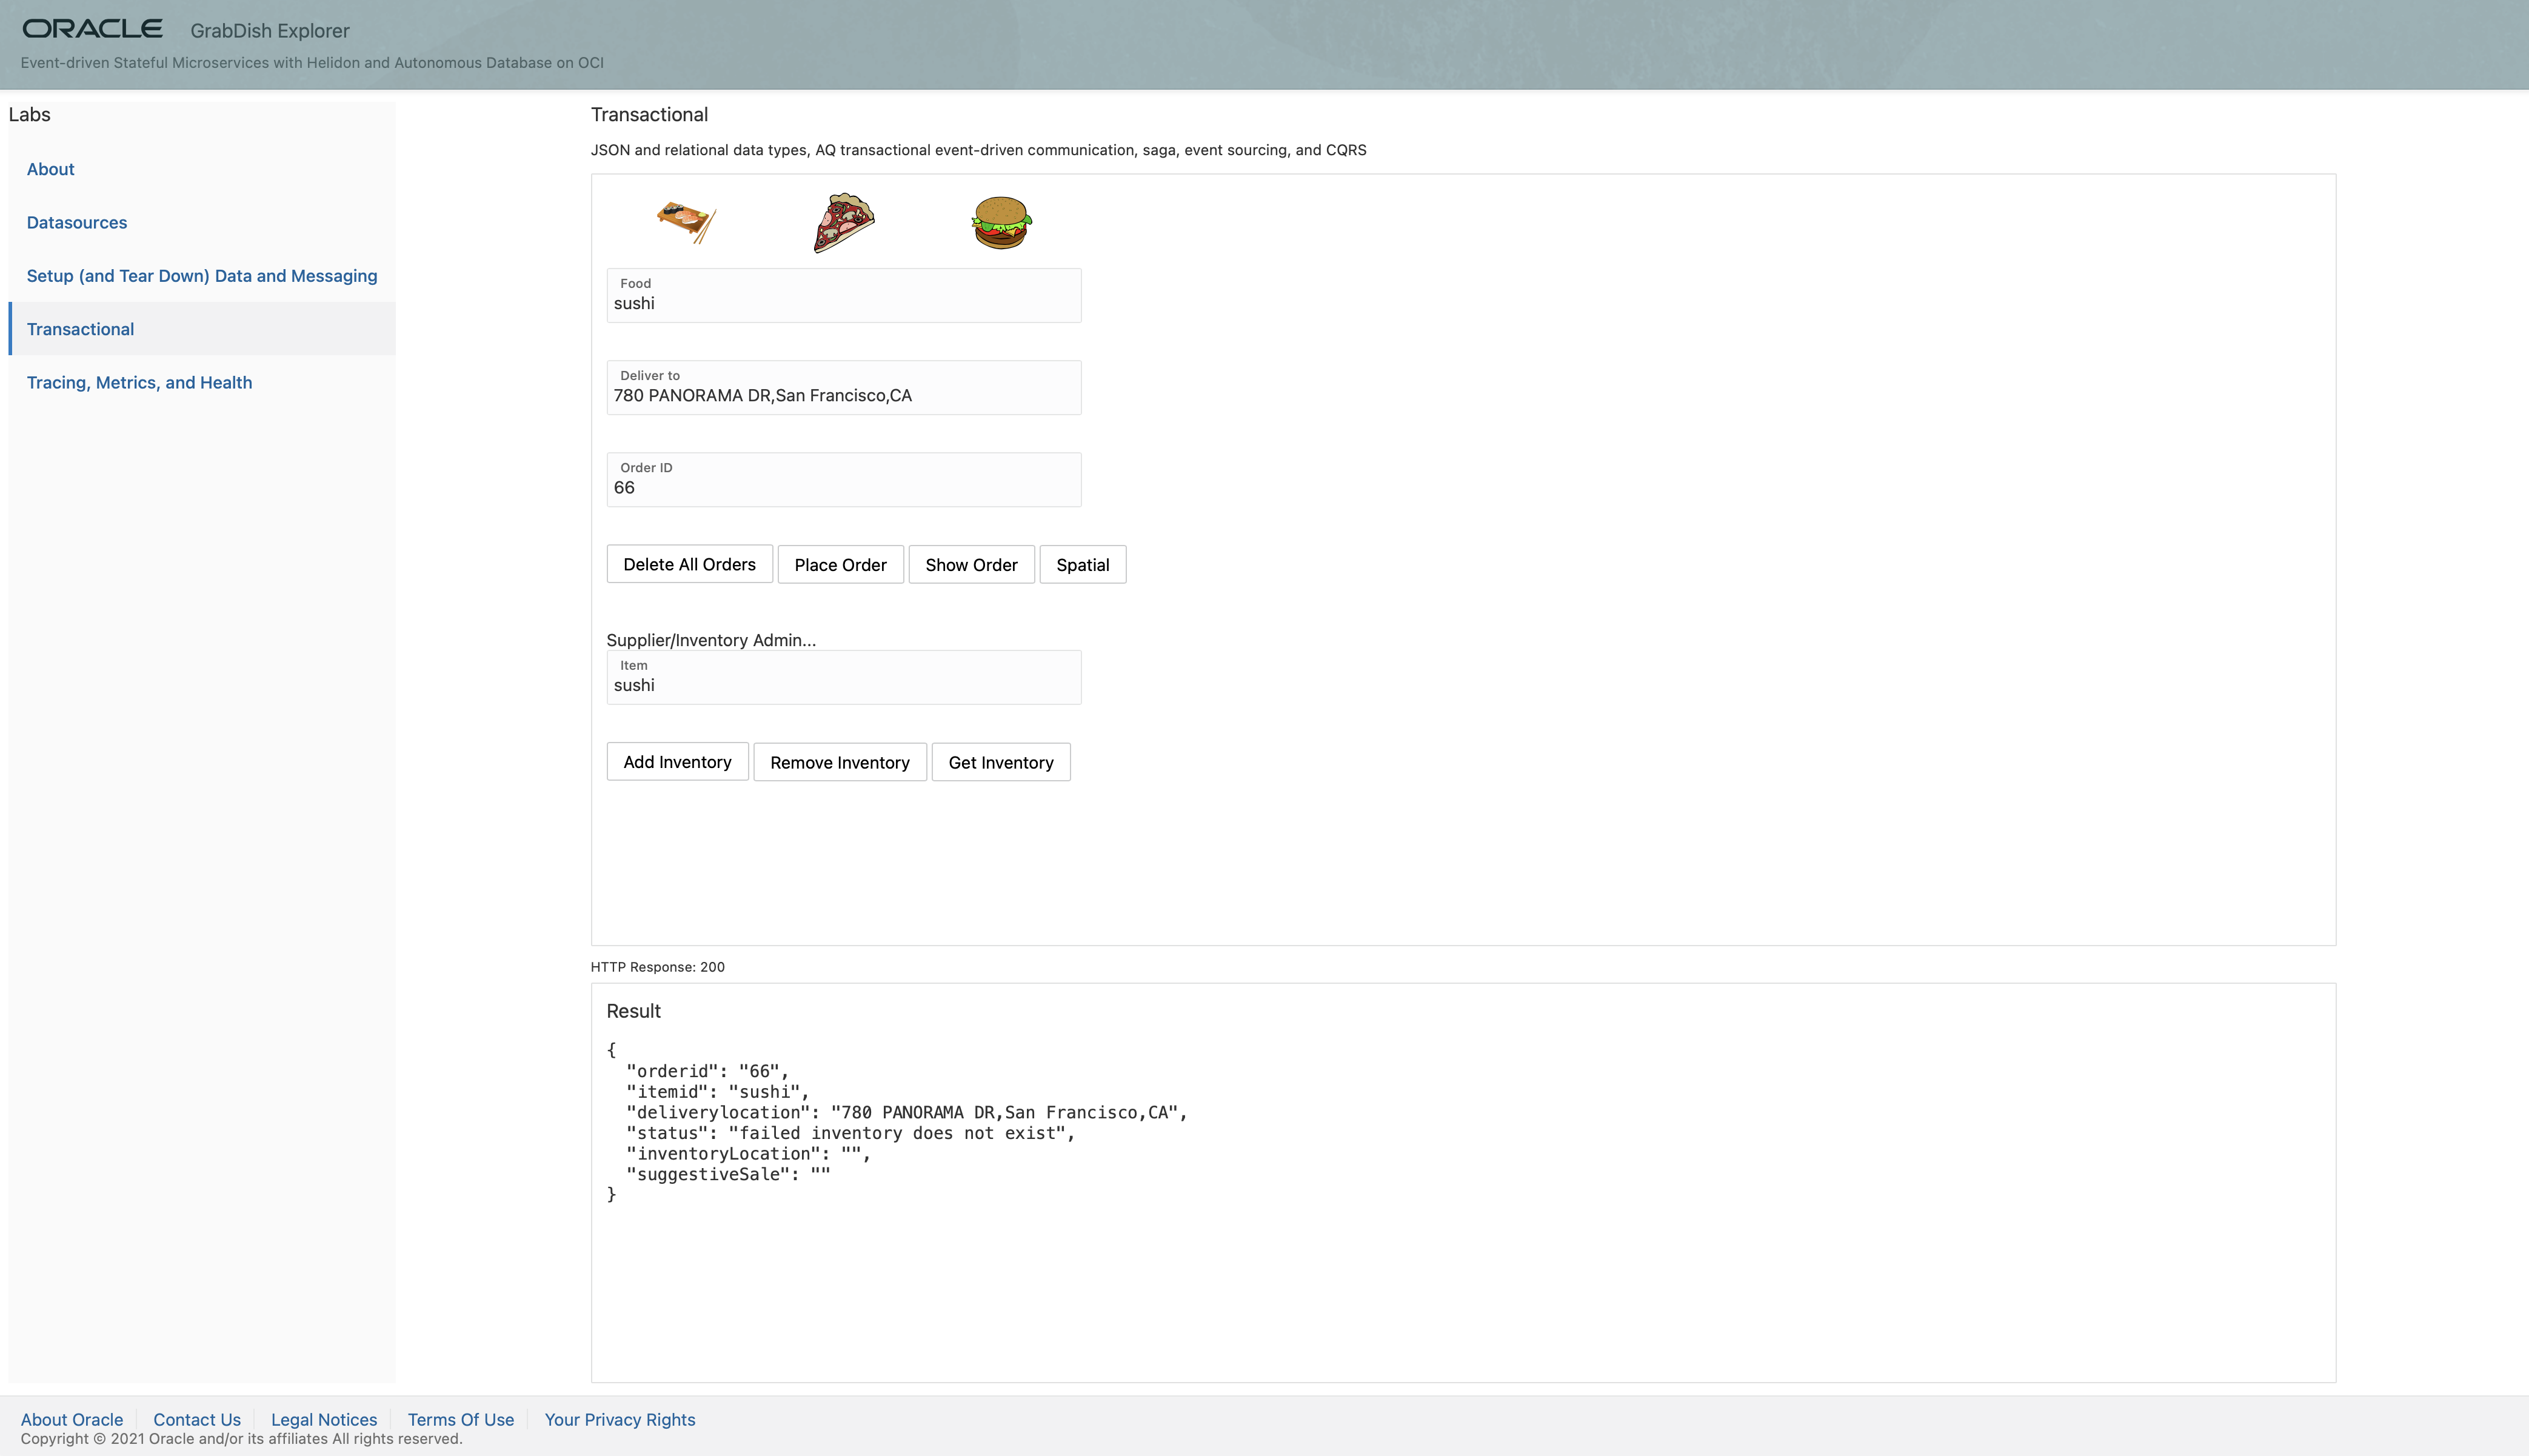 ORACLE GrabDish Explorer
Event-driven Stateful Microservices with Helidon and Autonomous Database on OCI
Labs
About
Datasources
Setup (and Tear Down) Data and Messaging
Transactional
Tracing, Metrics, and Health
Transactional
JSON and relational data types, AQ transactional event-driven communication, saga, event sourcing, and CQRS
Food
sushi
Deliver to
780 PANORAMA DR,San Francisco,CA
Order ID
66
Delete All Orders Place Order Show Order Spatial
Supplier/Inventory Admin...
Item
sushi
Add Inventory Remove Inventory Get Inventory
HTTP Response: 200
Result
{
"orderid": "66",
"itemid": "sushi",
"deliverylocation": "780 PANORAMA DR,San Francisco,CA",
"status": "failed inventory does not exist",
"inventoryLocation": "",
"suggestiveSale": ""
}
About Oracle Contact Us Legal Notices Terms Of Use Your Privacy Rights
Copyright © 2021 Oracle and/or its affiliates All rights reserved.